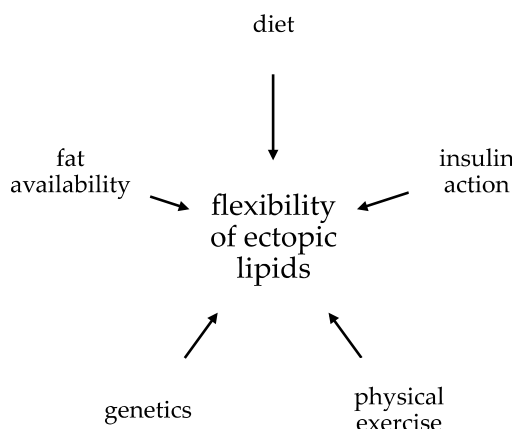 diet
fat
availability
insulin
action
flexibility
of ectopic
lipids
genetics
physical
exercise